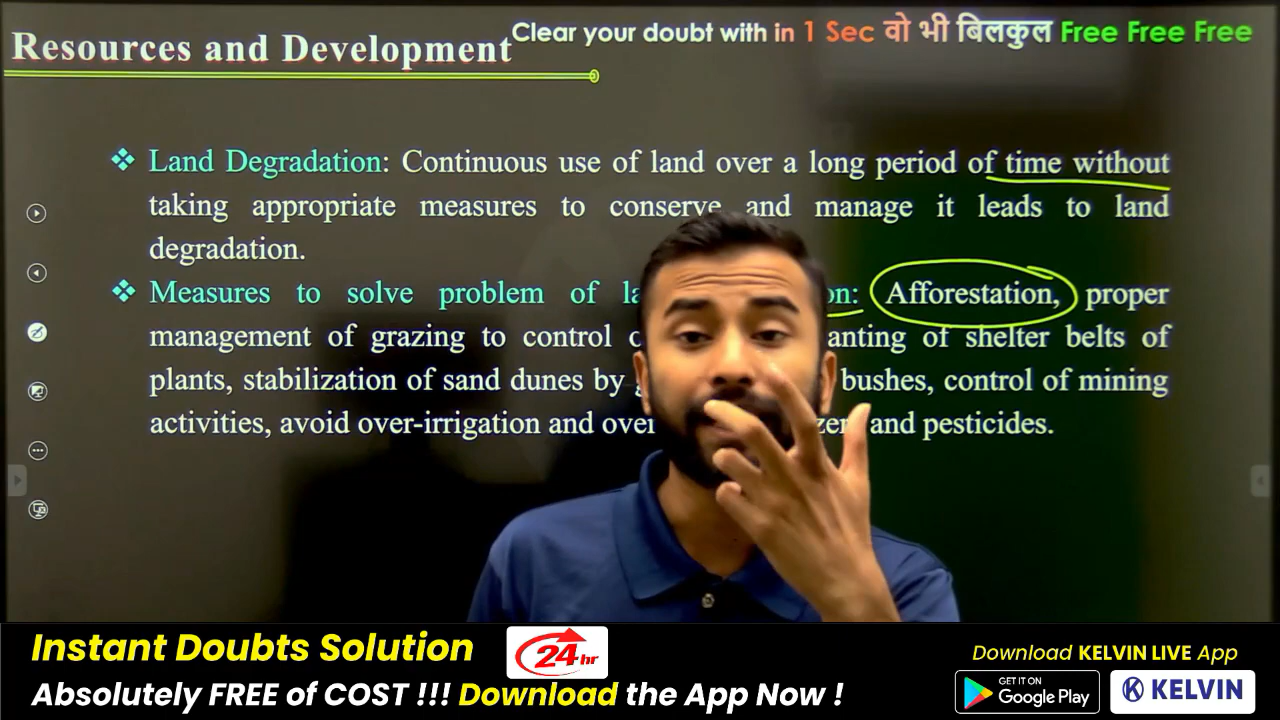 Resources and Development
Clear your doubt with in 1 Sec वो भी बिलकुल Free Free Free
❖ Land Degradation: Continuous use of land over a long period of time without
taking appropriate measures to conserve and manage it leads to land
degradation.
❖ Measures to solve problem of on: Afforestation, proper
management of grazing to control of shelter belts of
plants, stabilization of sand dunes by bushes, control of mining
activities, avoid over-irrigation and over and pesticides.
Instant Doubts Solution
24hr
Absolutely FREE of COST !!! Download the App Now !
Download KELVIN LIVE App
GET IT ON
Google Play
KELVIN